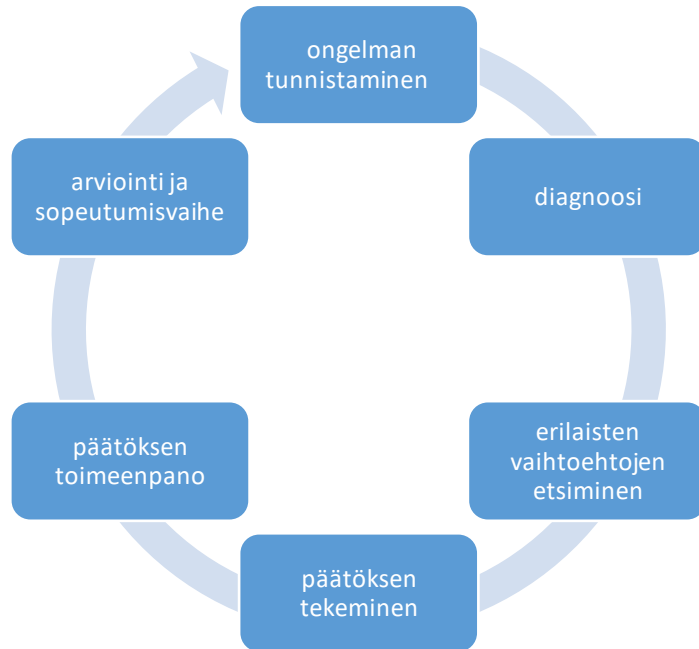 ongelman
tunnistaminen
diagnoosi
erilaisten
vaihtoehtojen
etsiminen
päätöksen
tekeminen
päätöksen
toimeenpano
arviointi ja
sopeutumisvaihe